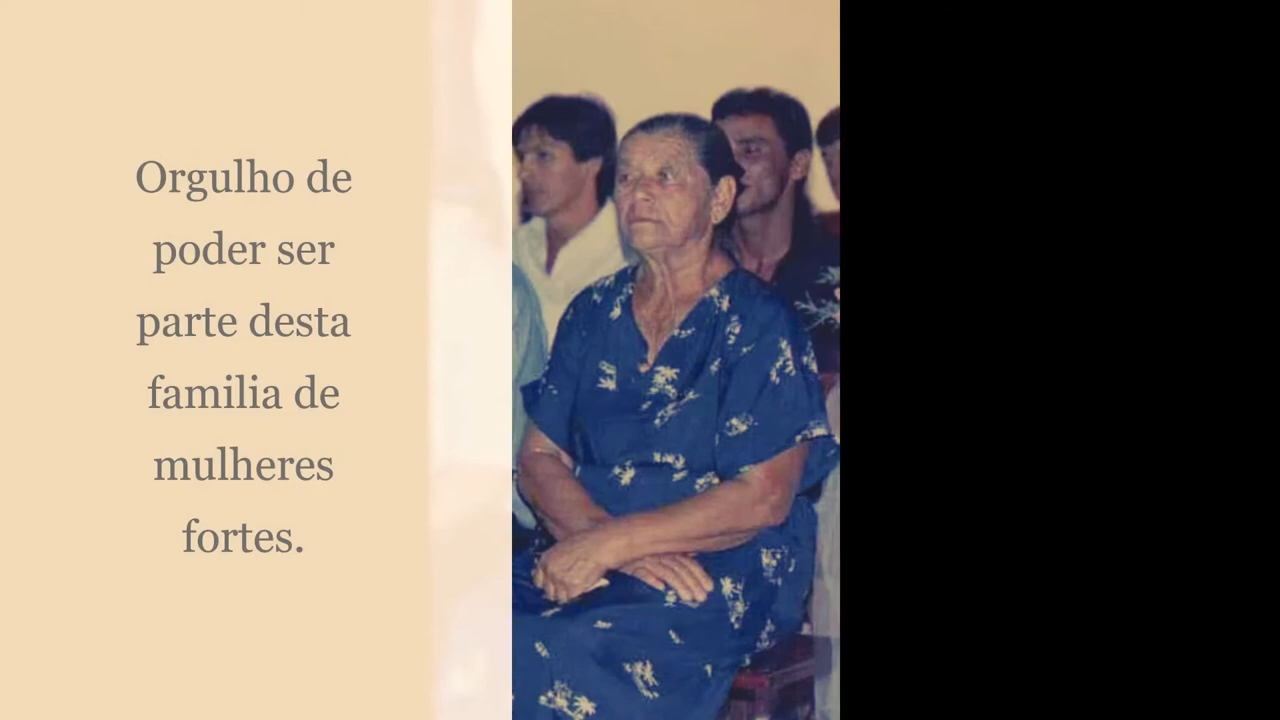 Orgulho de
poder ser
parte desta
familia de
mulheres
fortes.